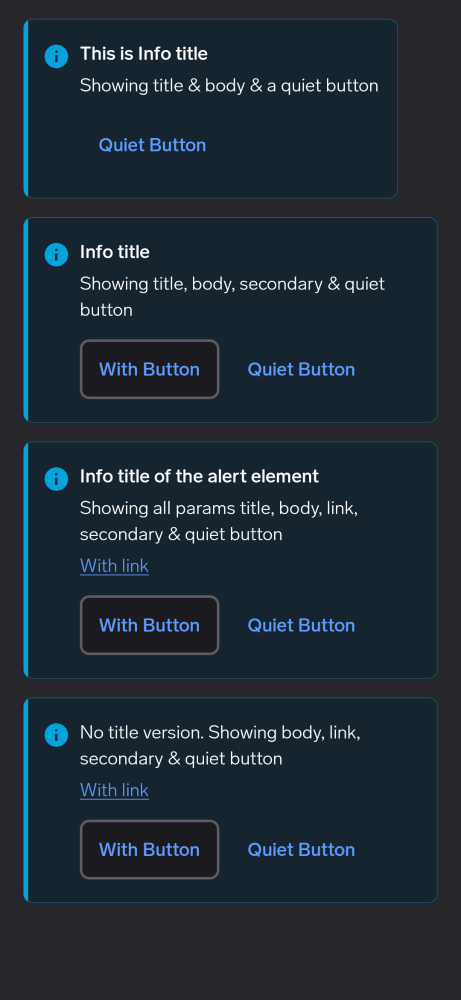 This is Info title
Showing title & body & a quiet button
Quiet Button
Info title
Showing title, body, secondary & quiet
button
With Button
Quiet Button
Info title of the alert element
Showing all params title, body, link,
secondary & quiet button
With link
With Button
Quiet Button
No title version. Showing body, link,
secondary & quiet button
With link
With Button
Quiet Button